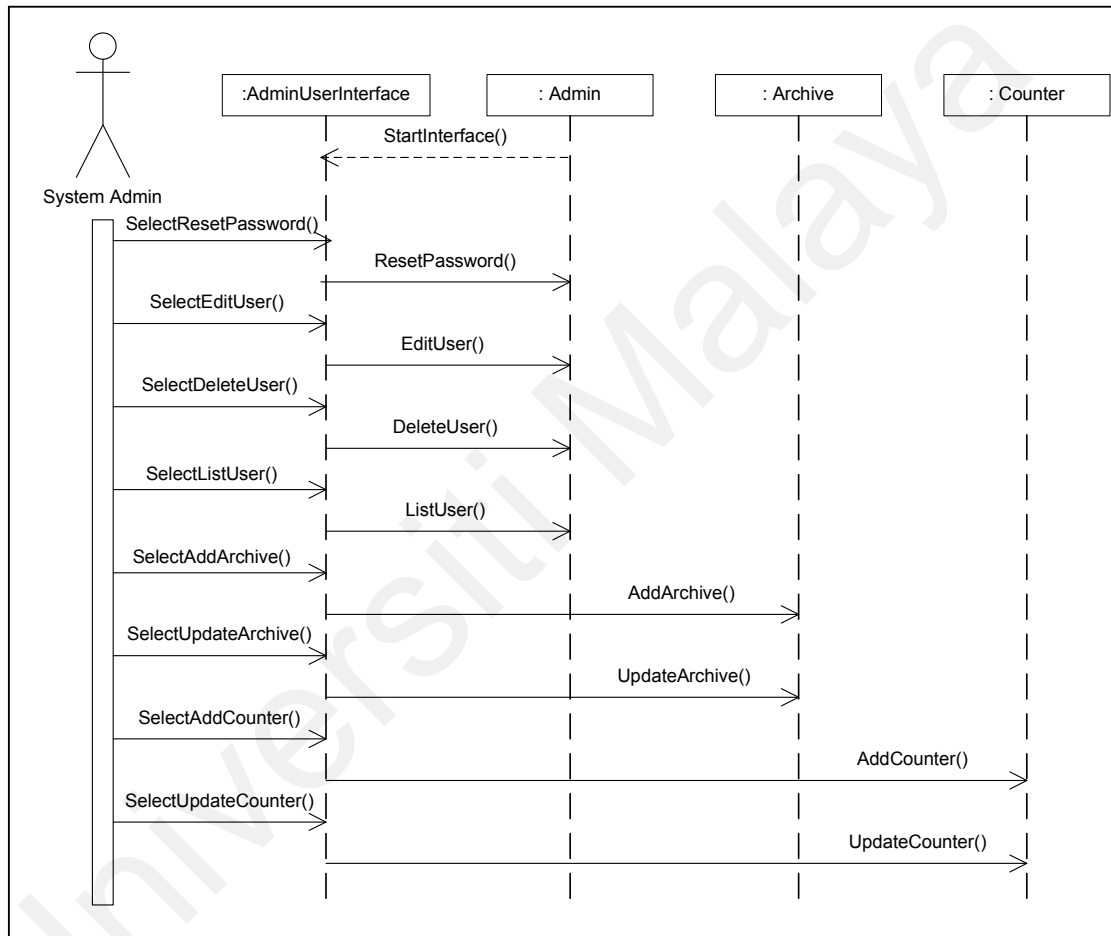 :AdminUserInterface
: Admin
: Archive
: Counter
StartInterface()
System Admin
SelectResetPassword()
ResetPassword()
SelectEditUser()
EditUser()
SelectDeleteUser()
DeleteUser()
SelectListUser()
ListUser()
SelectAddArchive()
AddArchive()
SelectUpdateArchive()
UpdateArchive()
SelectAddCounter()
AddCounter()
SelectUpdateCounter()
UpdateCounter()
Universiti Malaya